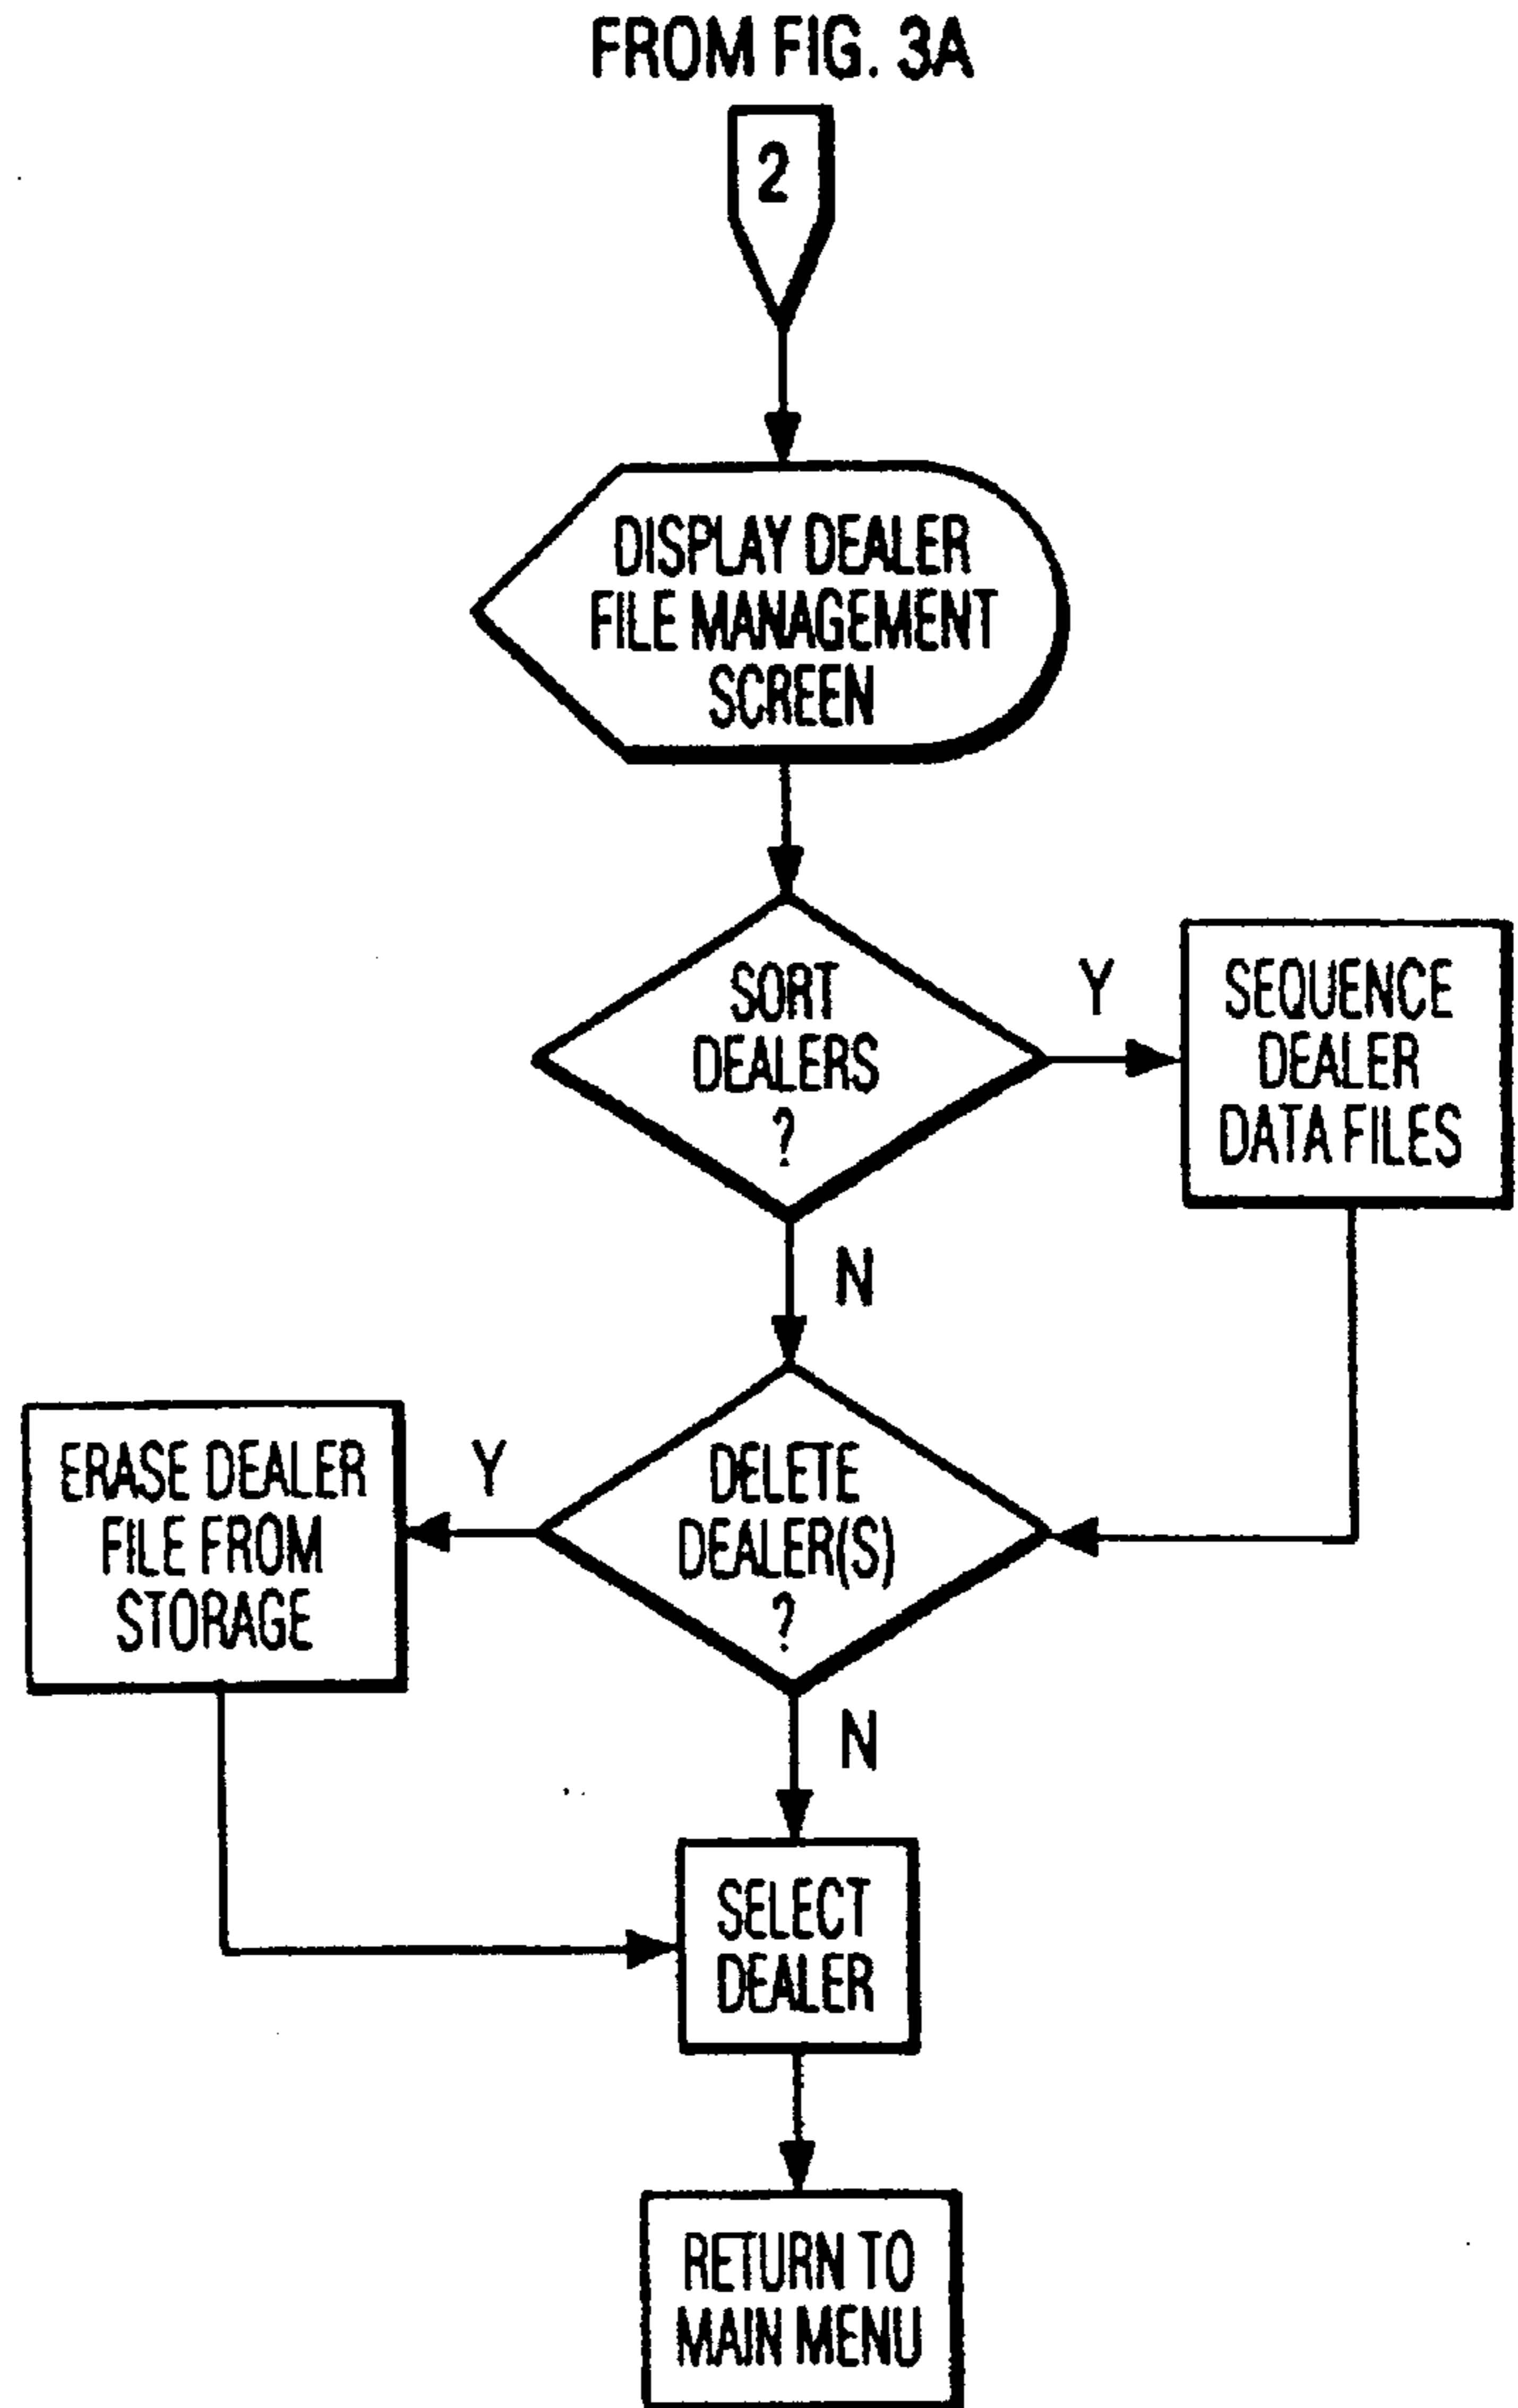 FROM FIG. 3A
2
DISPLAY DEALER
FILE MANAGEMENT
SCREEN
SORT
DEALERS
?
Y
SEQUENCE
DEALER
DATA FILES
N
ERASE DEALER
FILE FROM
STORAGE
Y
DELETE
DEALER(S)
?
N
SELECT
DEALER
RETURN TO
MAIN MENU